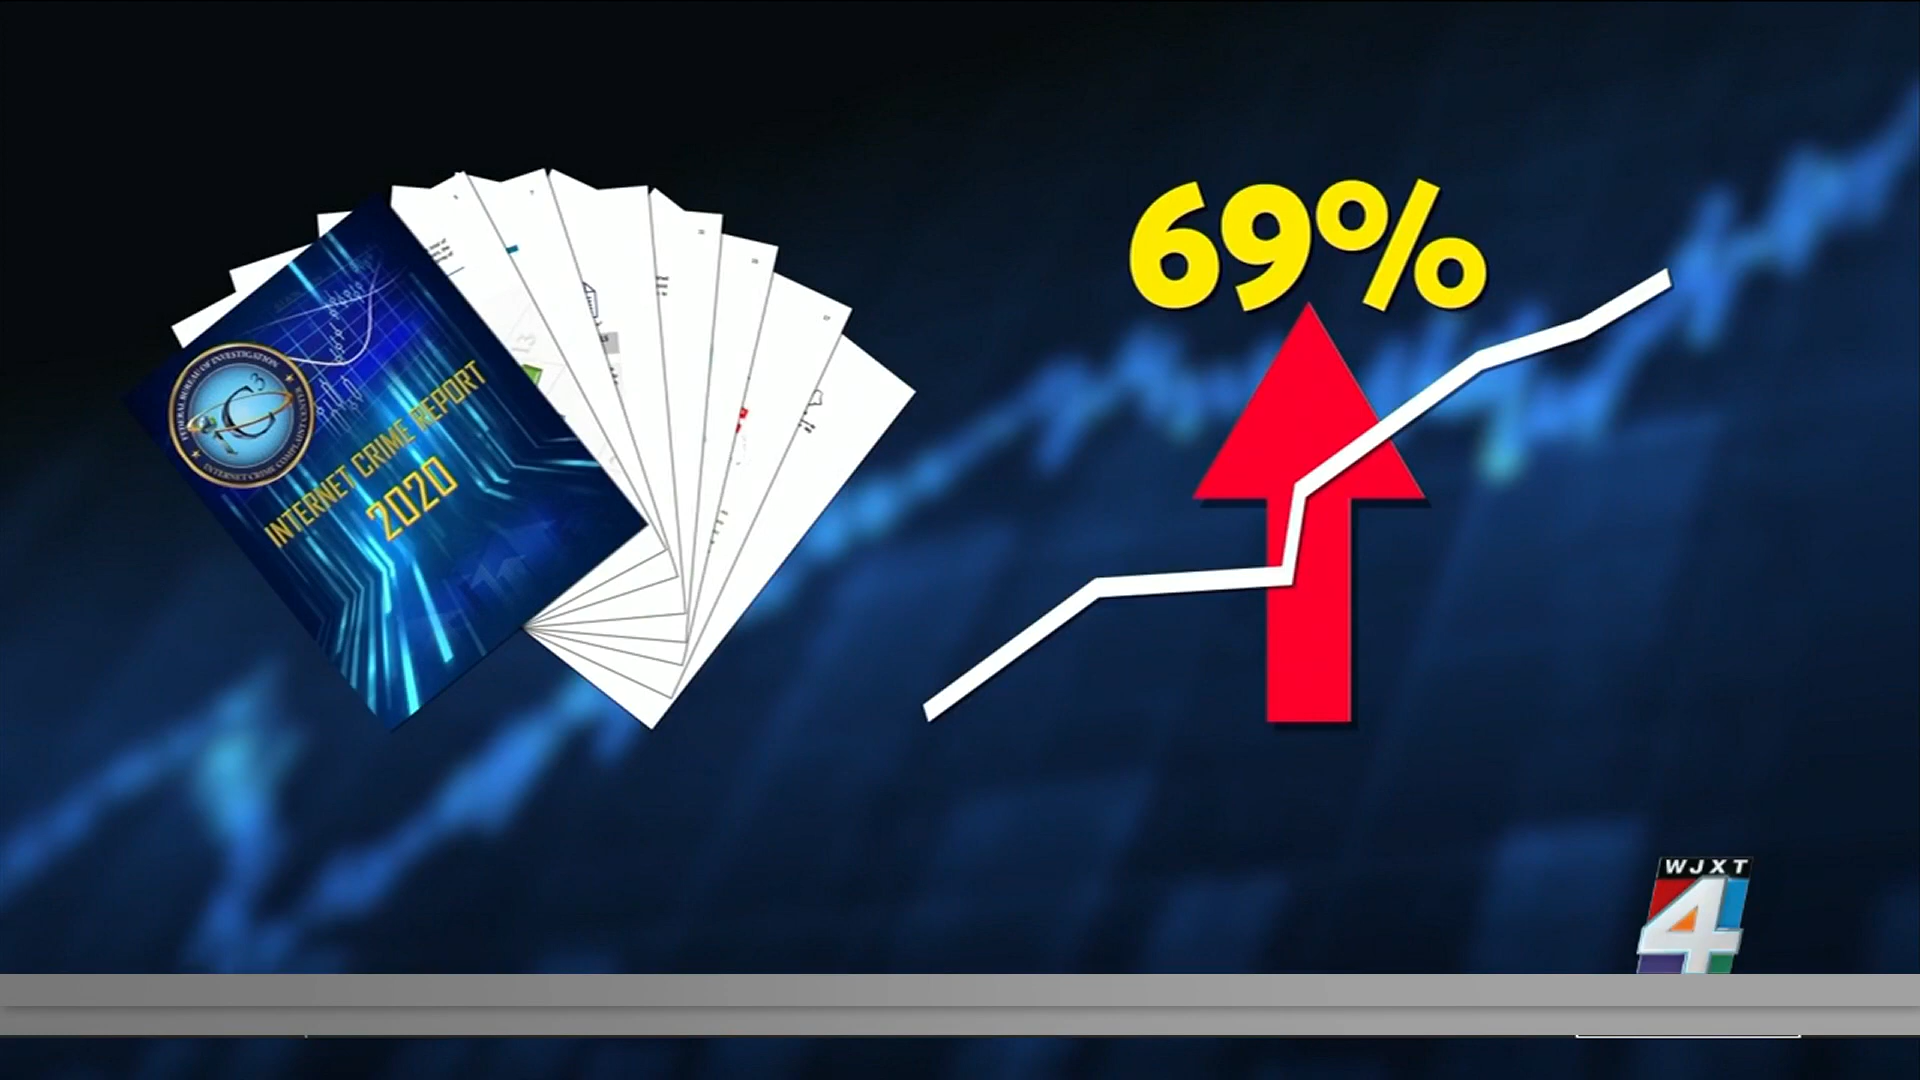 FEDERAL BUREAU OF INVESTIGATION
IC3
INTERNET CRIME COMPLAINT CENTER
INTERNET CRIME REPORT
2020
69%
WJXT
4